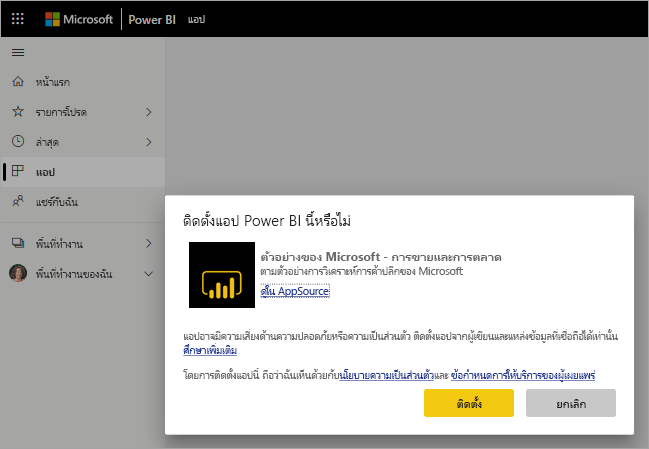 Microsoft Power BI แอป
หน้าแรก
รายการโปรด
ล่าสุด
แอป
แชร์กับฉัน
พื้นที่ทำงาน
พื้นที่ทำงานของฉัน
ติดตั้งแอป Power BI นี้หรือไม่
ตัวอย่างของ Microsoft - การขายและการตลาด
ตามตัวอย่างการวิเคราะห์การค้าปลีกของ Microsoft
ดูใน AppSource
แอปอาจมีความเสี่ยงด้านความปลอดภัยหรือความเป็นส่วนตัว ติดตั้งแอปจากผู้เขียนและแหล่งข้อมูลที่เชื่อถือได้เท่านั้น
ศึกษาเพิ่มเติม
โดยการติดตั้งแอปนี้ ถือว่าฉันเห็นด้วยกับนโยบายความเป็นส่วนตัวและ ข้อกำหนดการให้บริการของผู้เผยแพร่
ติดตั้ง
ยกเลิก